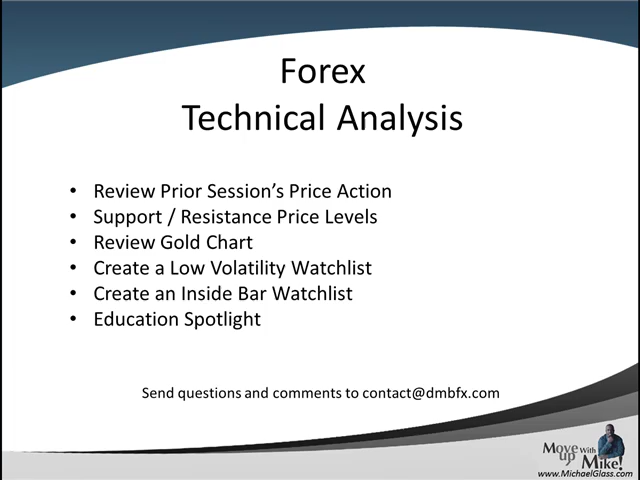 Forex
Technical Analysis
• Review Prior Session's Price Action
• Support / Resistance Price Levels
• Review Gold Chart
• Create a Low Volatility Watchlist
• Create an Inside Bar Watchlist
• Education Spotlight
Send questions and comments to contact@dmbfx.com
Move up With Mike!
www.MichaelGlass.com